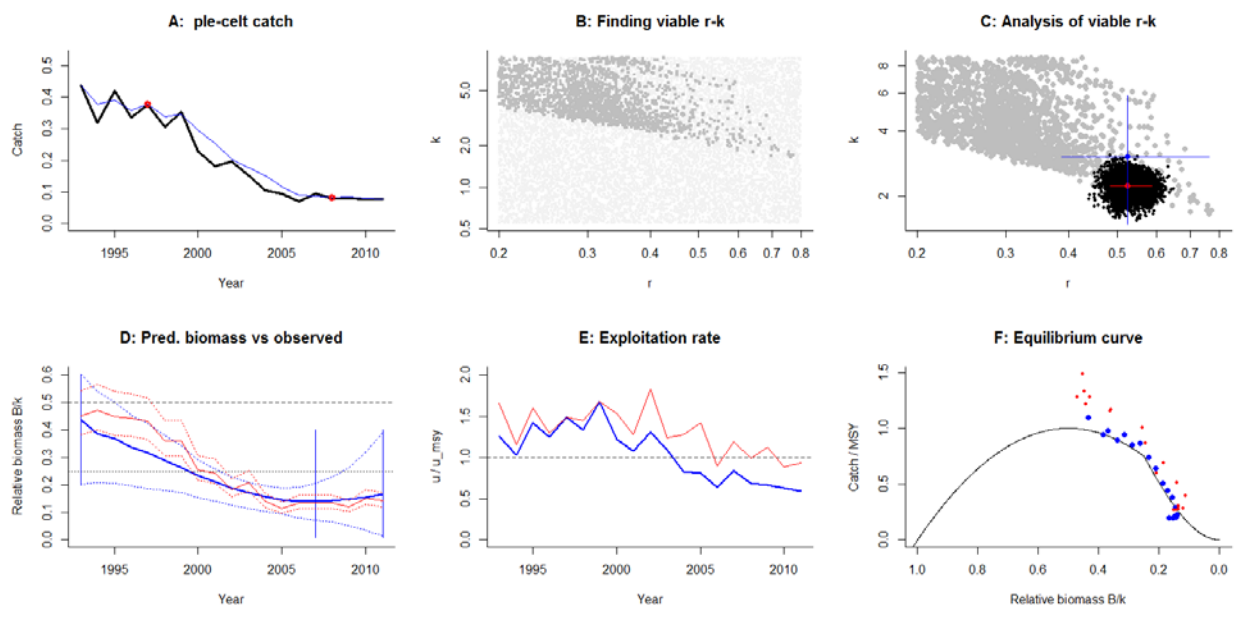 A: ple-celt catch
Catch
0.0 0.1 0.2 0.3 0.4 0.5
1995 2000 2005 2010
Year
B: Finding viable r-k
k
0.5 1.0 2.0 5.0
0.2 0.3 0.4 0.5 0.6 0.7 0.8
r
C: Analysis of viable r-k
k
2 4 6 8
0.2 0.3 0.4 0.5 0.6 0.7 0.8
r
D: Pred. biomass vs observed
Relative biomass B/k
0.0 0.1 0.2 0.3 0.4 0.5 0.6
1995 2000 2005 2010
Year
E: Exploitation rate
u / u_msy
0.0 0.5 1.0 1.5 2.0
1995 2000 2005 2010
Year
F: Equilibrium curve
Catch / MSY
0.0 0.5 1.0 1.5
1.0 0.8 0.6 0.4 0.2 0.0
Relative biomass B/k